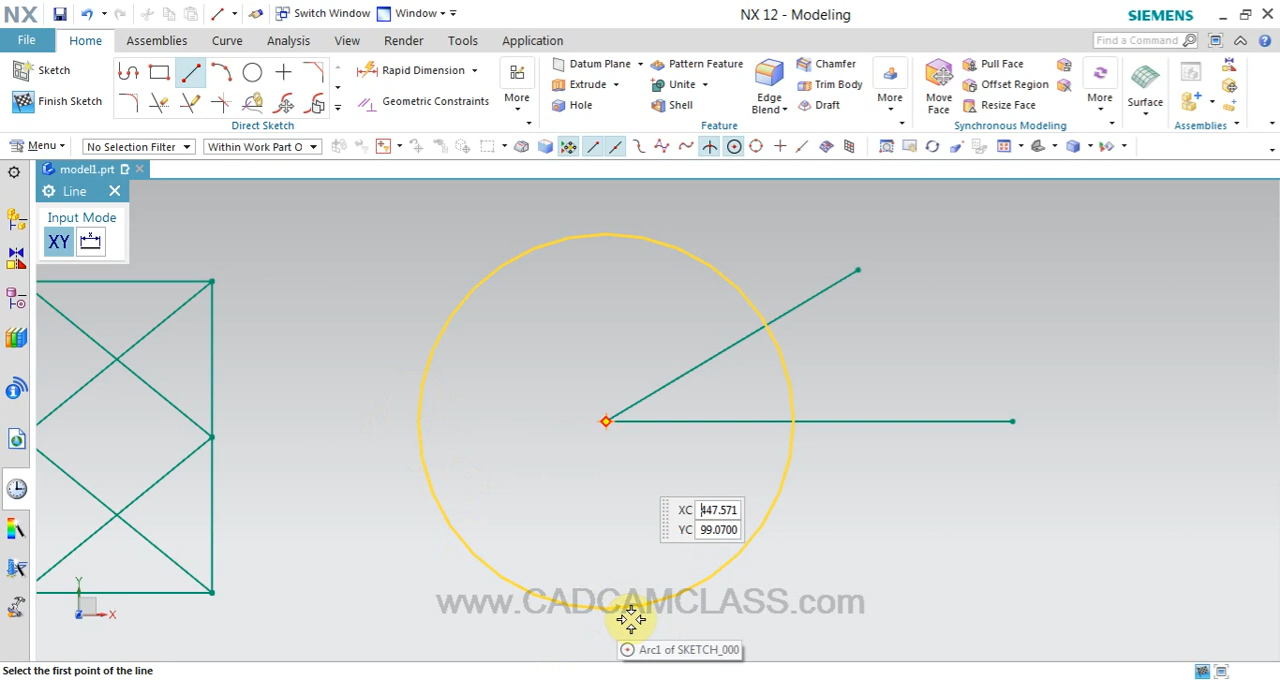 NX Switch Window Window NX 12 - Modeling SIEMENS
File Home Assemblies Curve Analysis View Render Tools Application Find a Command
Sketch Rapid Dimension Datum Plane Pattern Feature Chamfer Pull Face
Finish Sketch Geometric Constraints More Extrude Unite Trim Body Offset Region
Hole Shell Edge Blend Draft More Move Face Resize Face More Surface
Direct Sketch Feature Synchronous Modeling Assemblies
Menu No Selection Filter Within Work Part O
model1.prt
Line
Input Mode
XY
XC 447.571
YC 99.0700
www.CADCAMCLASS.com
Y
X
Arc1 of SKETCH_000
Select the first point of the line